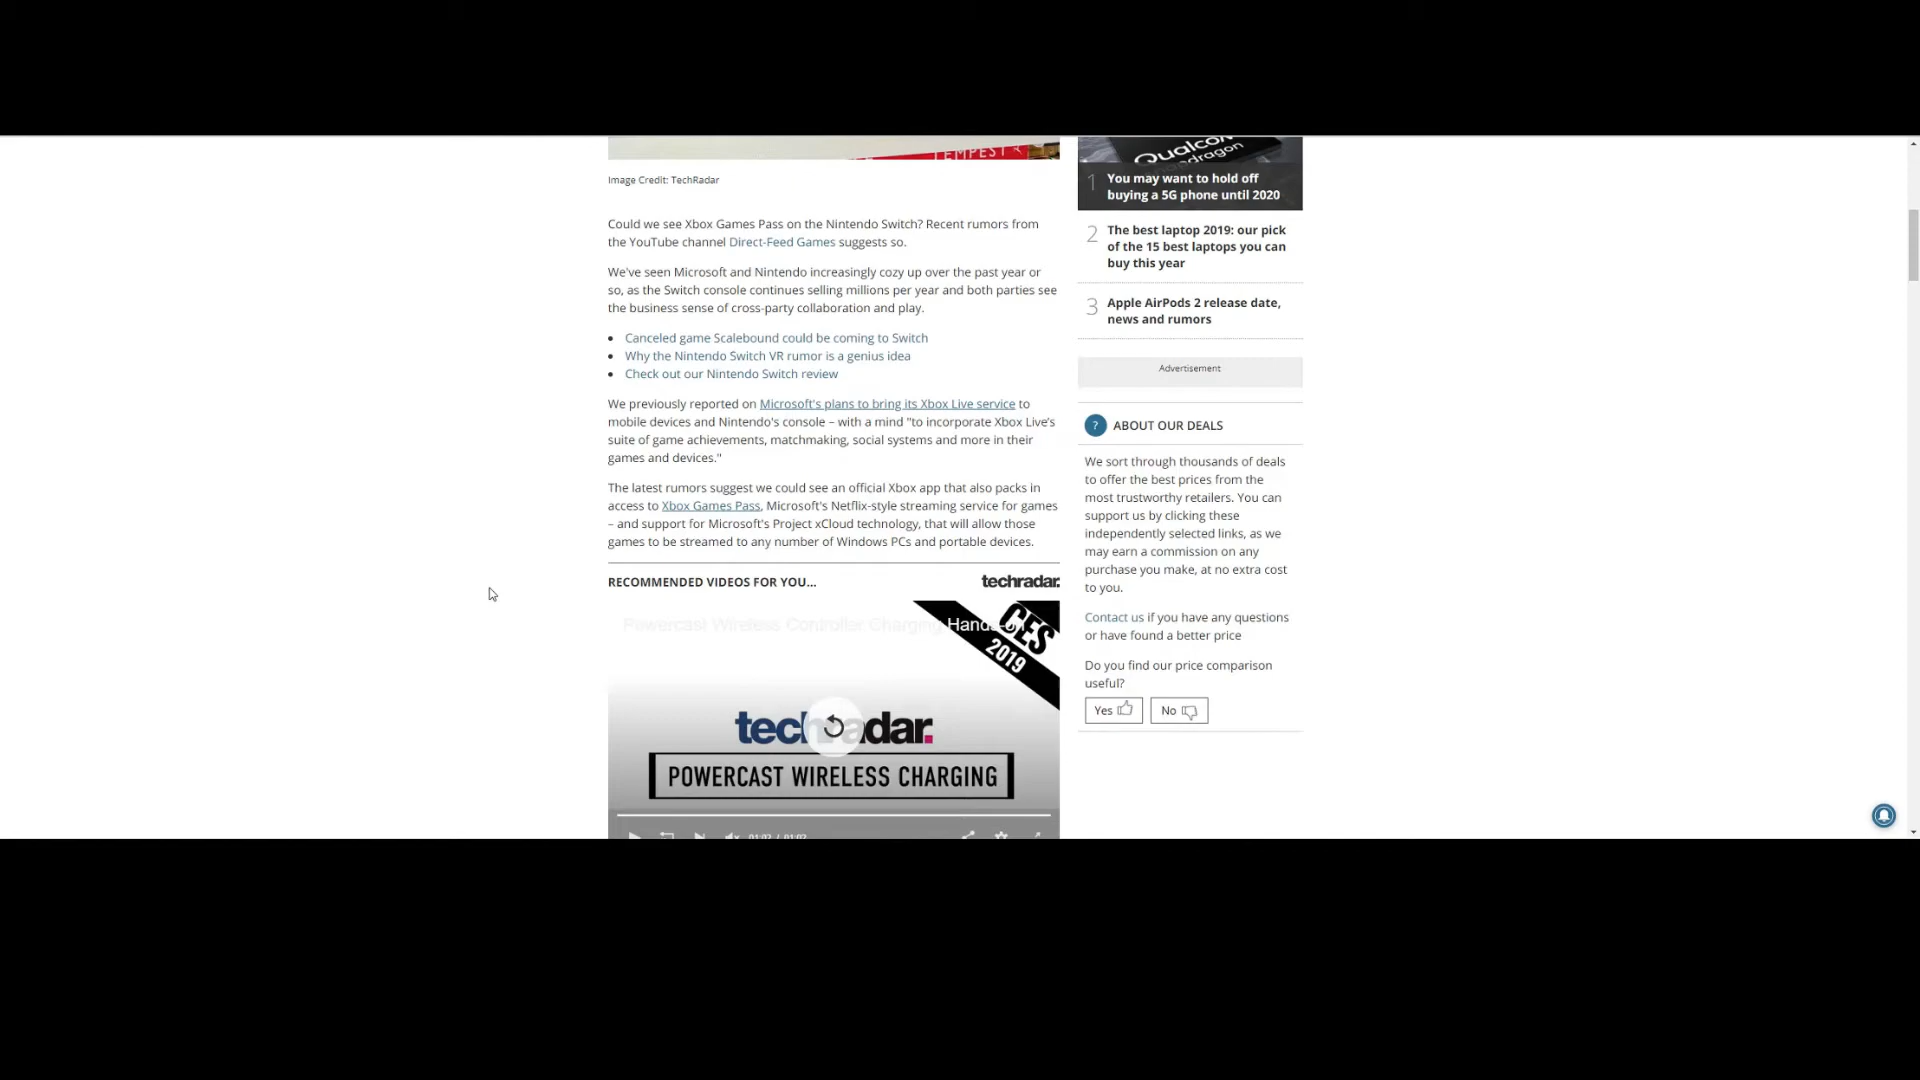 TEMPEST
Image Credit: TechRadar
Could we see Xbox Games Pass on the Nintendo Switch? Recent rumors from
the YouTube channel Direct-Feed Games suggests so.
We've seen Microsoft and Nintendo increasingly cozy up over the past year or
so, as the Switch console continues selling millions per year and both parties see
the business sense of cross-party collaboration and play.
Canceled game Scalebound could be coming to Switch
Why the Nintendo Switch VR rumor is a genius idea
Check out our Nintendo Switch review
We previously reported on Microsoft's plans to bring its Xbox Live service to
mobile devices and Nintendo's console – with a mind "to incorporate Xbox Live's
suite of game achievements, matchmaking, social systems and more in their
games and devices."
The latest rumors suggest we could see an official Xbox app that also packs in
access to Xbox Games Pass, Microsoft's Netflix-style streaming service for games
– and support for Microsoft's Project xCloud technology, that will allow those
games to be streamed to any number of Windows PCs and portable devices.
RECOMMENDED VIDEOS FOR YOU...
techradar.
Powercast Wireless Controller Charging Hands-on
CES
2019
techradar.
POWERCAST WIRELESS CHARGING
01:02 / 01:02
Qualcom
dragon
1 You may want to hold off
buying a 5G phone until 2020
2 The best laptop 2019: our pick
of the 15 best laptops you can
buy this year
3 Apple AirPods 2 release date,
news and rumors
Advertisement
? ABOUT OUR DEALS
We sort through thousands of deals
to offer the best prices from the
most trustworthy retailers. You can
support us by clicking these
independently selected links, as we
may earn a commission on any
purchase you make, at no extra cost
to you.
Contact us if you have any questions
or have found a better price
Do you find our price comparison
useful?
Yes No